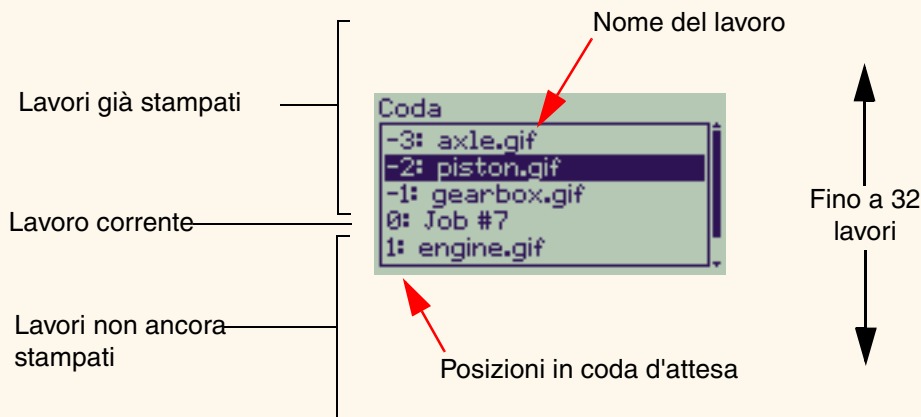 Nome del lavoro
Lavori già stampati
Coda
-3: axle.gif
-2: piston.gif
-1: gearbox.gif
0: Job #7
1: engine.gif
Lavoro corrente
Fino a 32
lavori
Lavori non ancora
stampati
Posizioni in coda d'attesa